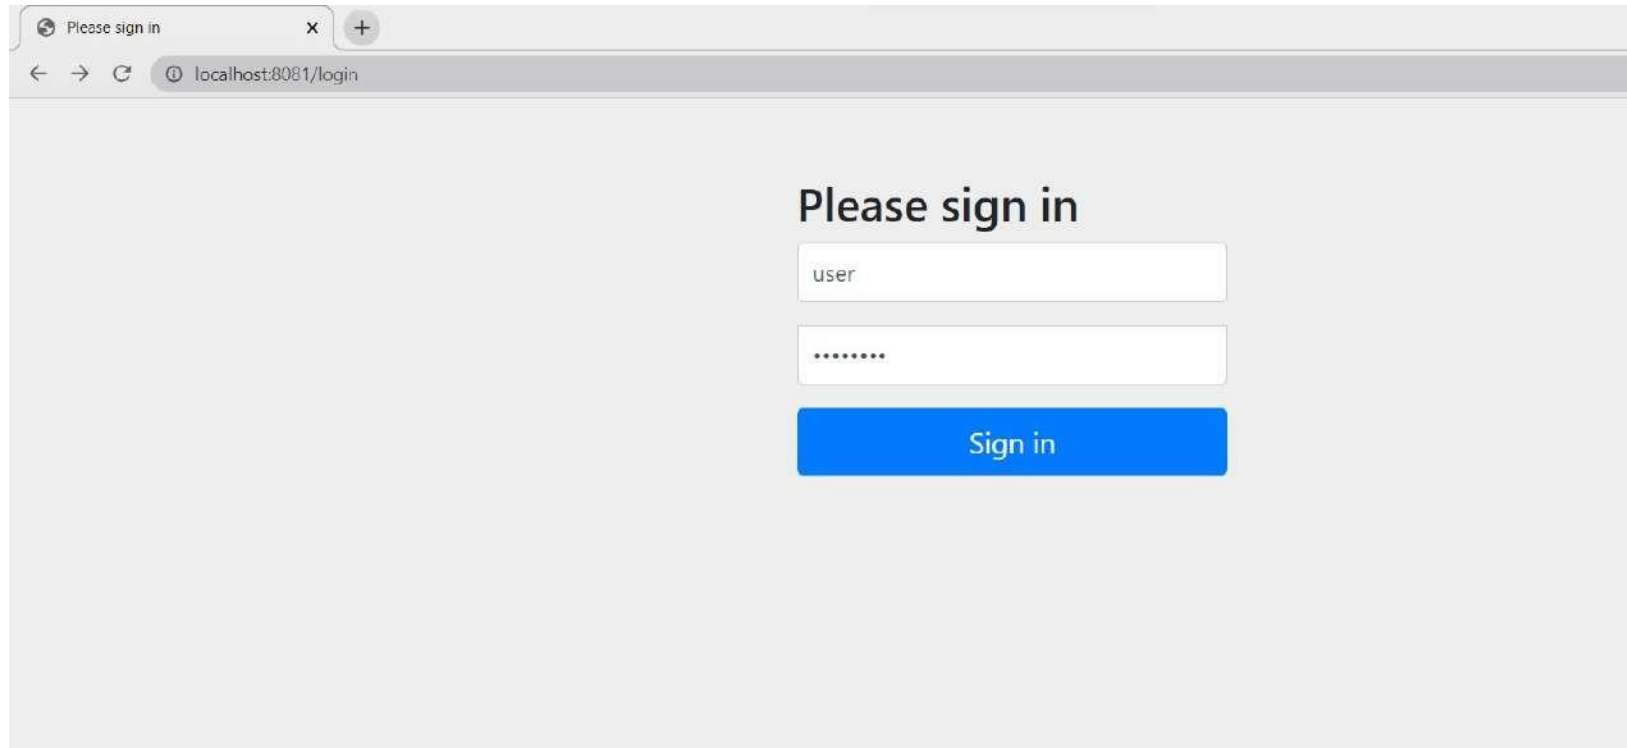 Please sign in
localhost:8081/login
Please sign in
user
••••••••
Sign in